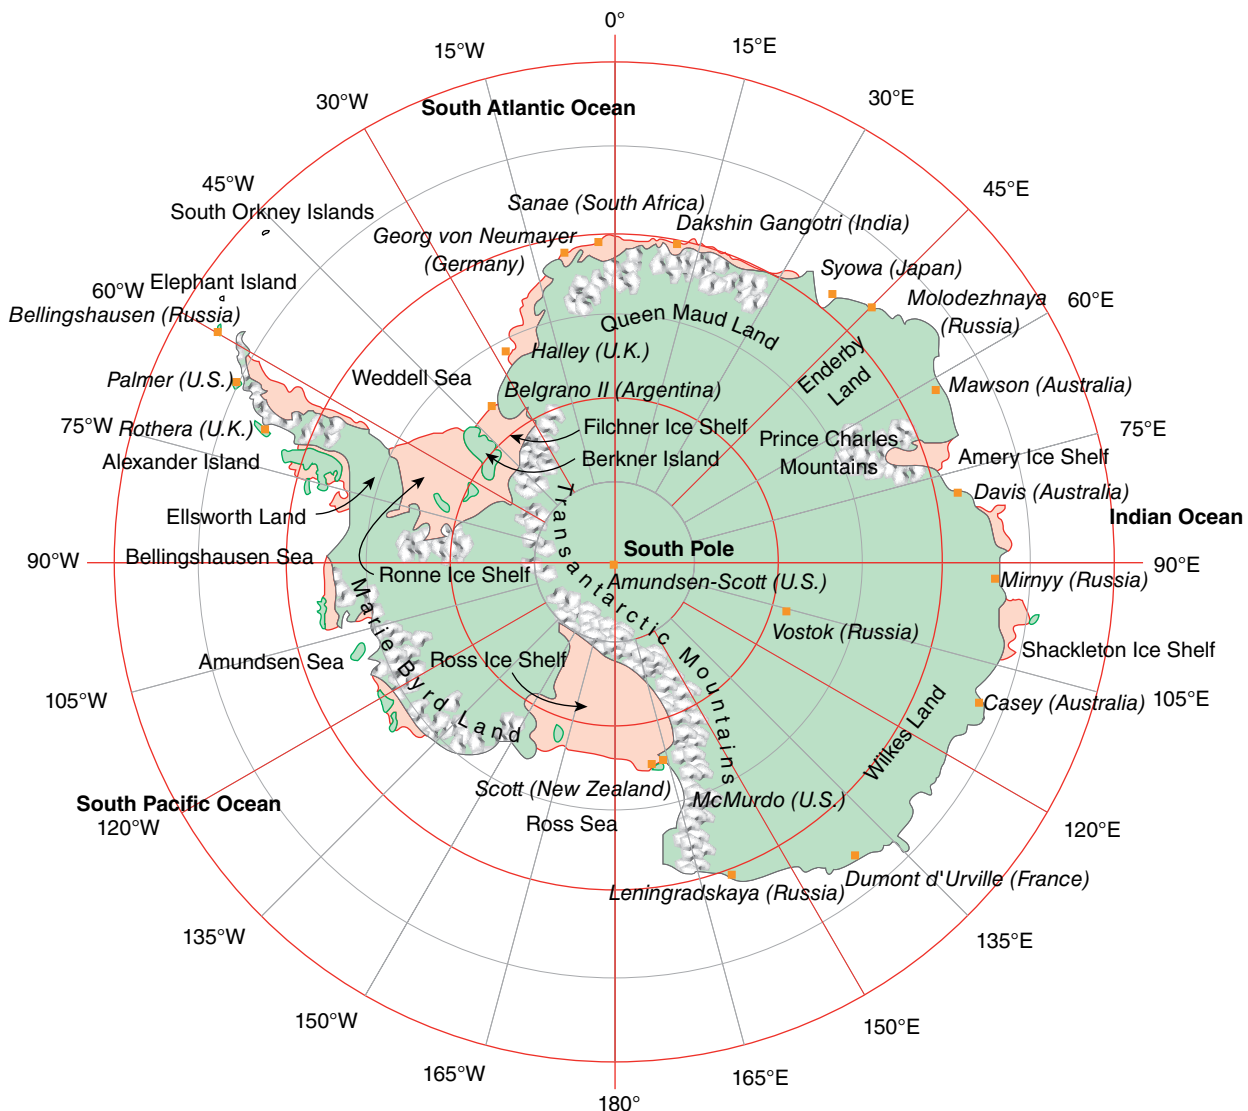 0°
15°W
15°E
30°W
30°E
South Atlantic Ocean
45°W
45°E
South Orkney Islands
Sanae (South Africa)
Dakshin Gangotri (India)
Georg von Neumayer
(Germany)
Syowa (Japan)
Elephant Island
60°W
60°E
Molodezhnaya
(Russia)
Bellingshausen (Russia)
Queen Maud Land
Halley (U.K.)
Enderby
Land
Weddell Sea
Palmer (U.S.)
Belgrano II (Argentina)
Mawson (Australia)
75°W
Rothera (U.K.)
Filchner Ice Shelf
75°E
Prince Charles
Mountains
Alexander Island
Berkner Island
Amery Ice Shelf
Davis (Australia)
Ellsworth Land
Transantarctic Mountains
Indian Ocean
Bellingshausen Sea
South Pole
90°W
90°E
Ronne Ice Shelf
Amundsen-Scott (U.S.)
Mirnyy (Russia)
Marie Byrd Land
Vostok (Russia)
Amundsen Sea
Ross Ice Shelf
Shackleton Ice Shelf
105°W
105°E
Casey (Australia)
Wilkes Land
Scott (New Zealand)
McMurdo (U.S.)
South Pacific Ocean
120°W
120°E
Ross Sea
Leningradskaya (Russia)
Dumont d'Urville (France)
135°W
135°E
150°W
150°E
165°W
165°E
180°